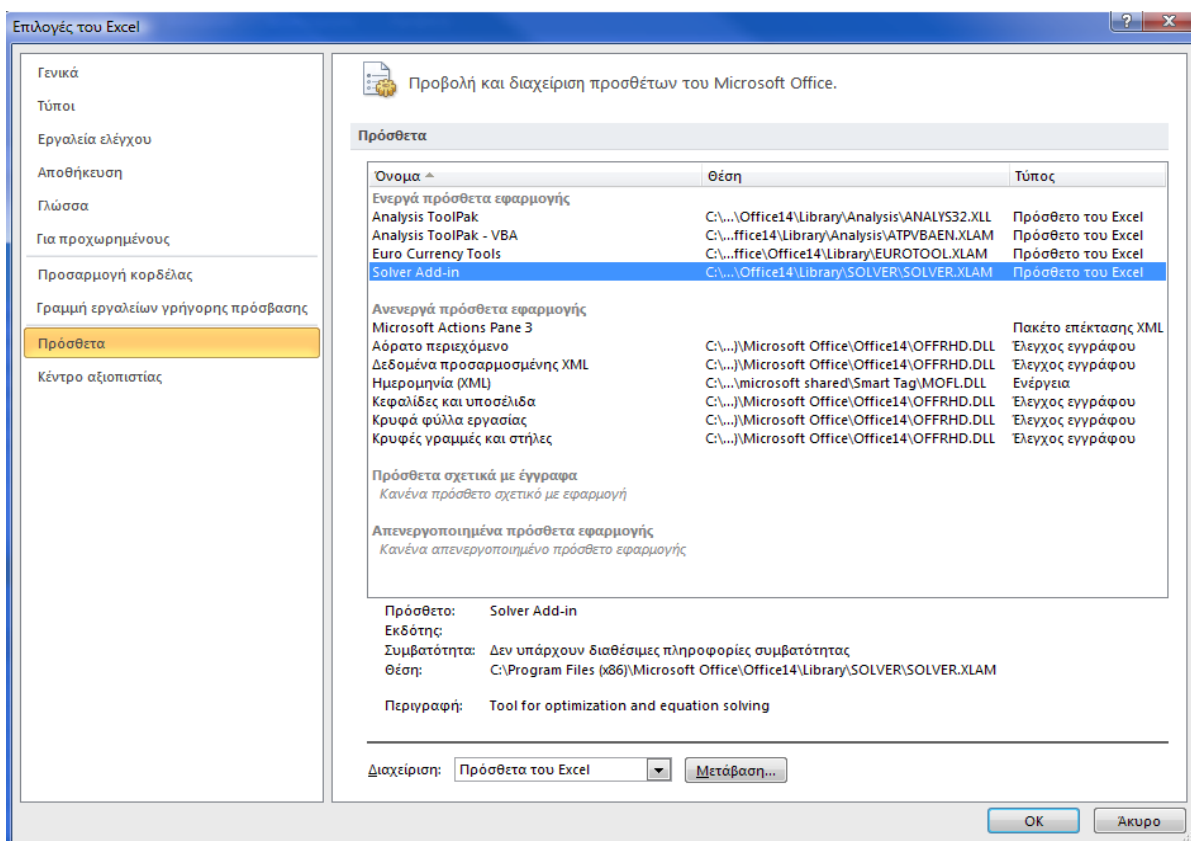 Επιλογές του Excel
Γενικά
Τύποι
Εργαλεία ελέγχου
Αποθήκευση
Γλώσσα
Για προχωρημένους
Προσαρμογή κορδέλας
Γραμμή εργαλείων γρήγορης πρόσβασης
Πρόσθετα
Κέντρο αξιοπιστίας
Προβολή και διαχείριση προσθέτων του Microsoft Office.
Πρόσθετα
Όνομα Θέση Τύπος
Ενεργά πρόσθετα εφαρμογής
Analysis ToolPak C:\...\Office14\Library\Analysis\ANALYS32.XLL Πρόσθετο του Excel
Analysis ToolPak - VBA C:\...ffice14\Library\Analysis\ATPVBAEN.XLAM Πρόσθετο του Excel
Euro Currency Tools C:\...ffice\Office14\Library\EUROTOOL.XLAM Πρόσθετο του Excel
Solver Add-in C:\...\Office14\Library\SOLVER\SOLVER.XLAM Πρόσθετο του Excel
Ανενεργά πρόσθετα εφαρμογής
Microsoft Actions Pane 3 Πακέτο επέκτασης XML
Αόρατο περιεχόμενο C:\...)\Microsoft Office\Office14\OFFRHD.DLL Έλεγχος εγγράφου
Δεδομένα προσαρμοσμένης XML C:\...)\Microsoft Office\Office14\OFFRHD.DLL Έλεγχος εγγράφου
Ημερομηνία (XML) C:\...\microsoft shared\Smart Tag\MOFL.DLL Ενέργεια
Κεφαλίδες και υποσέλιδα C:\...)\Microsoft Office\Office14\OFFRHD.DLL Έλεγχος εγγράφου
Κρυφά φύλλα εργασίας C:\...)\Microsoft Office\Office14\OFFRHD.DLL Έλεγχος εγγράφου
Κρυφές γραμμές και στήλες C:\...)\Microsoft Office\Office14\OFFRHD.DLL Έλεγχος εγγράφου
Πρόσθετα σχετικά με έγγραφα
Κανένα πρόσθετο σχετικό με εφαρμογή
Απενεργοποιημένα πρόσθετα εφαρμογής
Κανένα απενεργοποιημένο πρόσθετο εφαρμογής
Πρόσθετο: Solver Add-in
Εκδότης:
Συμβατότητα: Δεν υπάρχουν διαθέσιμες πληροφορίες συμβατότητας
Θέση: C:\Program Files (x86)\Microsoft Office\Office14\Library\SOLVER\SOLVER.XLAM
Περιγραφή: Tool for optimization and equation solving
Διαχείριση: Πρόσθετα του Excel Μετάβαση...
OK Άκυρο